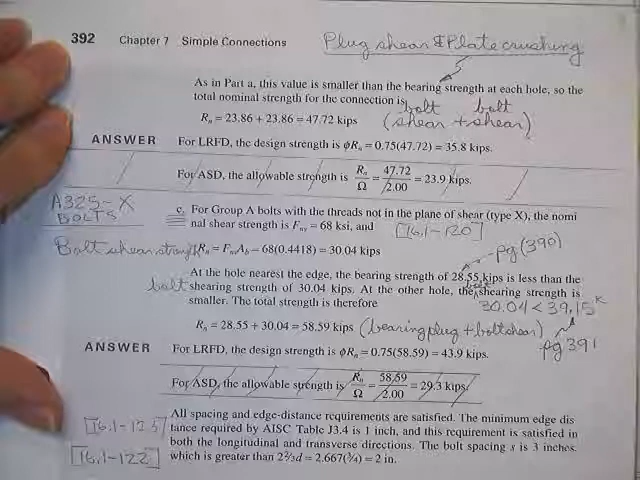 392 Chapter 7 Simple Connections Plug shear & Plate crushing
As in Part a, this value is smaller than the bearing strength at each hole, so the
total nominal strength for the connection is bolt bolt
Rn = 23.86 + 23.86 = 47.72 kips (shear + shear)
ANSWER For LRFD, the design strength is ϕRn = 0.75(47.72) = 35.8 kips.
For ASD, the allowable strength is Rn/Ω = 47.72/2.00 = 23.9 kips.
A325-X
BOLTS
c. For Group A bolts with the threads not in the plane of shear (type X), the nomi
nal shear strength is Fnv = 68 ksi, and [16.1-120]
Bolt shear strength Rn = FnvAb = 68(0.4418) = 30.04 kips pg (390)
At the hole nearest the edge, the bearing strength of 28.55 kips is less than the
bolt shearing strength of 30.04 kips. At the other hole, the bolt shearing strength is
smaller. The total strength is therefore 30.04 < 39.15 K
Rn = 28.55 + 30.04 = 58.59 kips (bearing plug + bolt shear) pg 391
ANSWER For LRFD, the design strength is ϕRn = 0.75(58.59) = 43.9 kips.
For ASD, the allowable strength is Rn/Ω = 58.59/2.00 = 29.3 kips.
All spacing and edge-distance requirements are satisfied. The minimum edge dis
[16.1-123] tance required by AISC Table J3.4 is 1 inch, and this requirement is satisfied in
both the longitudinal and transverse directions. The bolt spacing s is 3 inches,
[16.1-122] which is greater than 2⅔d = 2.667(¾) = 2 in.